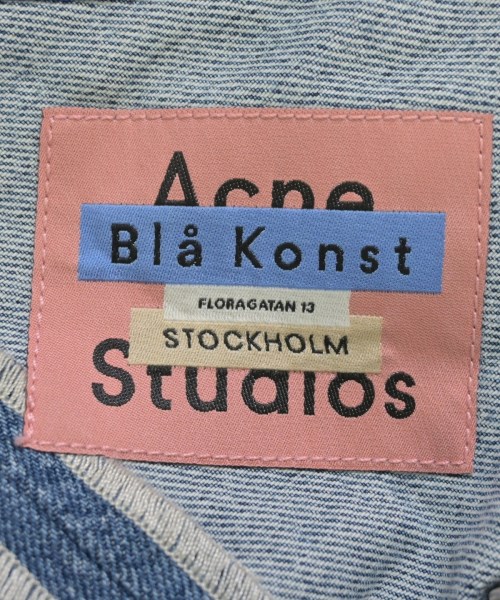 Acne
Blå Konst
FLORAGATAN 13
STOCKHOLM
Studios